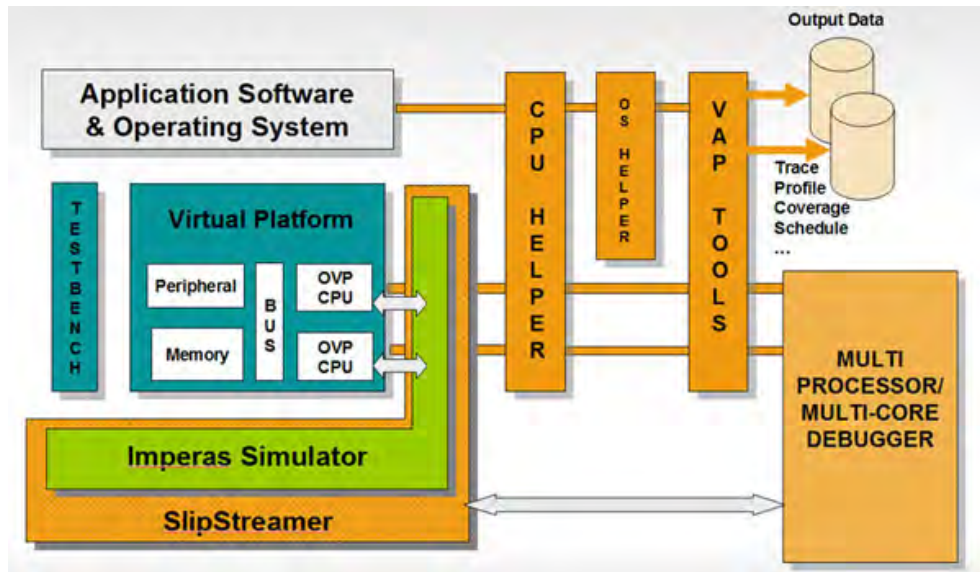 Output Data
Application Software
& Operating System
CPU HELPER
OS HELPER
VAP TOOLS
Trace
Profile
Coverage
Schedule
...
TESTBENCH
Virtual Platform
Peripheral
Memory
BUS
OVP
CPU
OVP
CPU
MULTI
PROCESSOR/
MULTI-CORE
DEBUGGER
Imperas Simulator
SlipStreamer